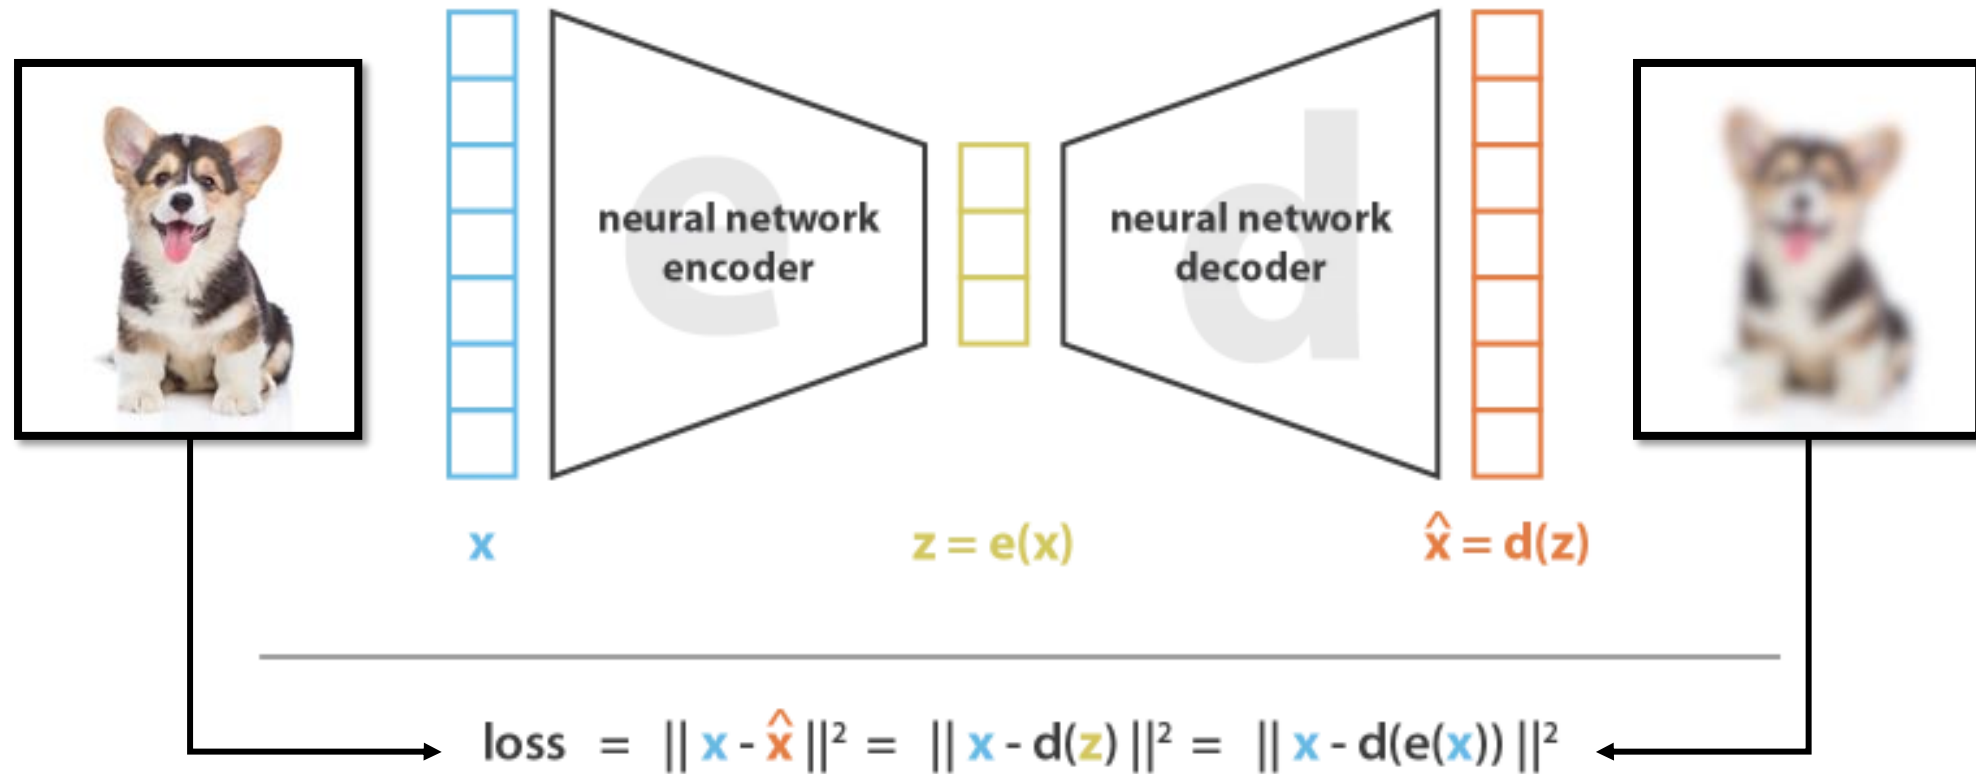 e
neural network
encoder
d
neural network
decoder
x
z = e(x)
x̂ = d(z)
loss = || x - x̂ ||² = || x - d(z) ||² = || x - d(e(x)) ||²